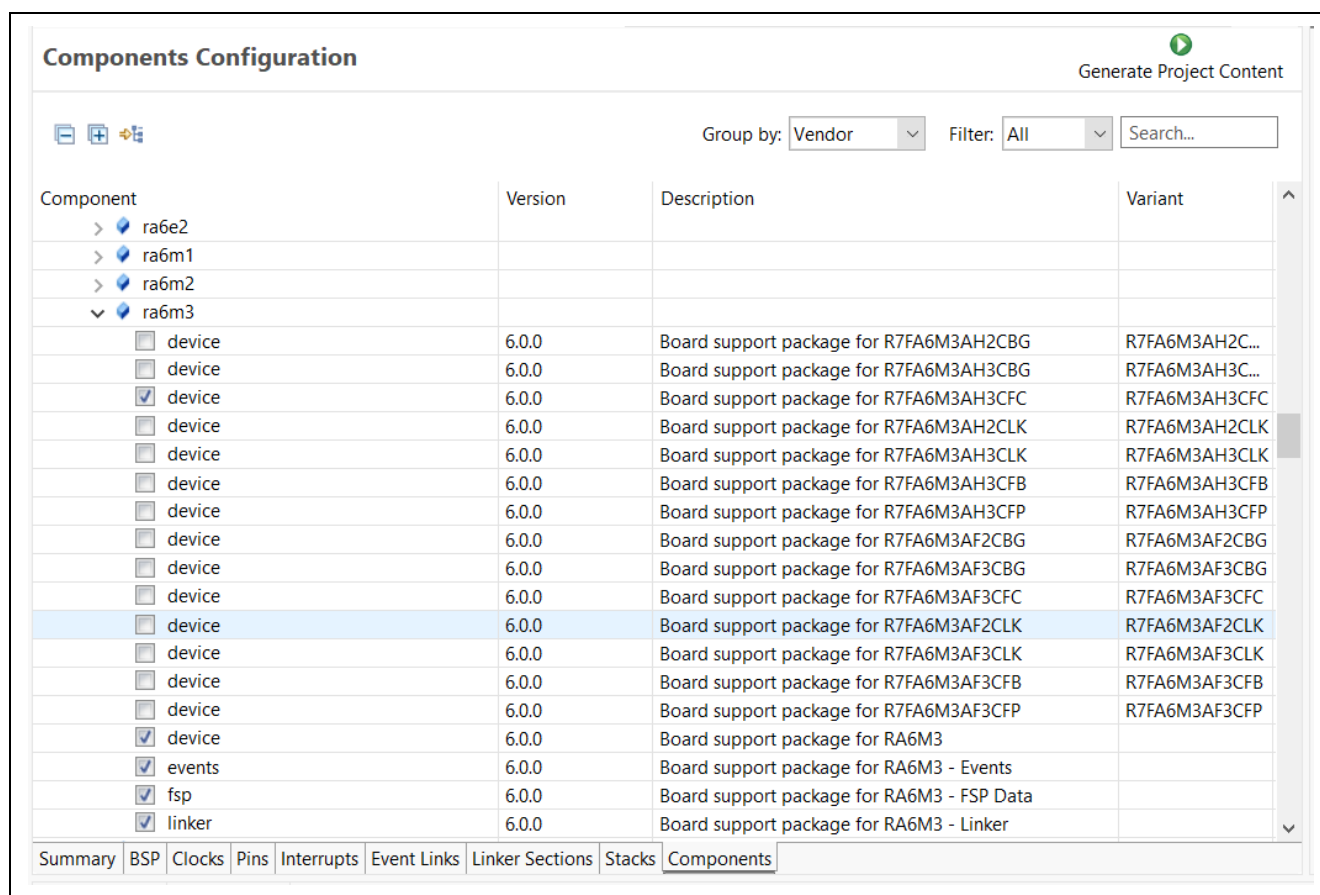 Components Configuration
Generate Project Content
Group by: Vendor Filter: All Search...
Component Version Description Variant
ra6e2
ra6m1
ra6m2
ra6m3
device 6.0.0 Board support package for R7FA6M3AH2CBG R7FA6M3AH2C...
device 6.0.0 Board support package for R7FA6M3AH3CBG R7FA6M3AH3C...
device 6.0.0 Board support package for R7FA6M3AH3CFC R7FA6M3AH3CFC
device 6.0.0 Board support package for R7FA6M3AH2CLK R7FA6M3AH2CLK
device 6.0.0 Board support package for R7FA6M3AH3CLK R7FA6M3AH3CLK
device 6.0.0 Board support package for R7FA6M3AH3CFB R7FA6M3AH3CFB
device 6.0.0 Board support package for R7FA6M3AH3CFP R7FA6M3AH3CFP
device 6.0.0 Board support package for R7FA6M3AF2CBG R7FA6M3AF2CBG
device 6.0.0 Board support package for R7FA6M3AF3CBG R7FA6M3AF3CBG
device 6.0.0 Board support package for R7FA6M3AF3CFC R7FA6M3AF3CFC
device 6.0.0 Board support package for R7FA6M3AF2CLK R7FA6M3AF2CLK
device 6.0.0 Board support package for R7FA6M3AF3CLK R7FA6M3AF3CLK
device 6.0.0 Board support package for R7FA6M3AF3CFB R7FA6M3AF3CFB
device 6.0.0 Board support package for R7FA6M3AF3CFP R7FA6M3AF3CFP
device 6.0.0 Board support package for RA6M3
events 6.0.0 Board support package for RA6M3 - Events
fsp 6.0.0 Board support package for RA6M3 - FSP Data
linker 6.0.0 Board support package for RA6M3 - Linker
Summary BSP Clocks Pins Interrupts Event Links Linker Sections Stacks Components